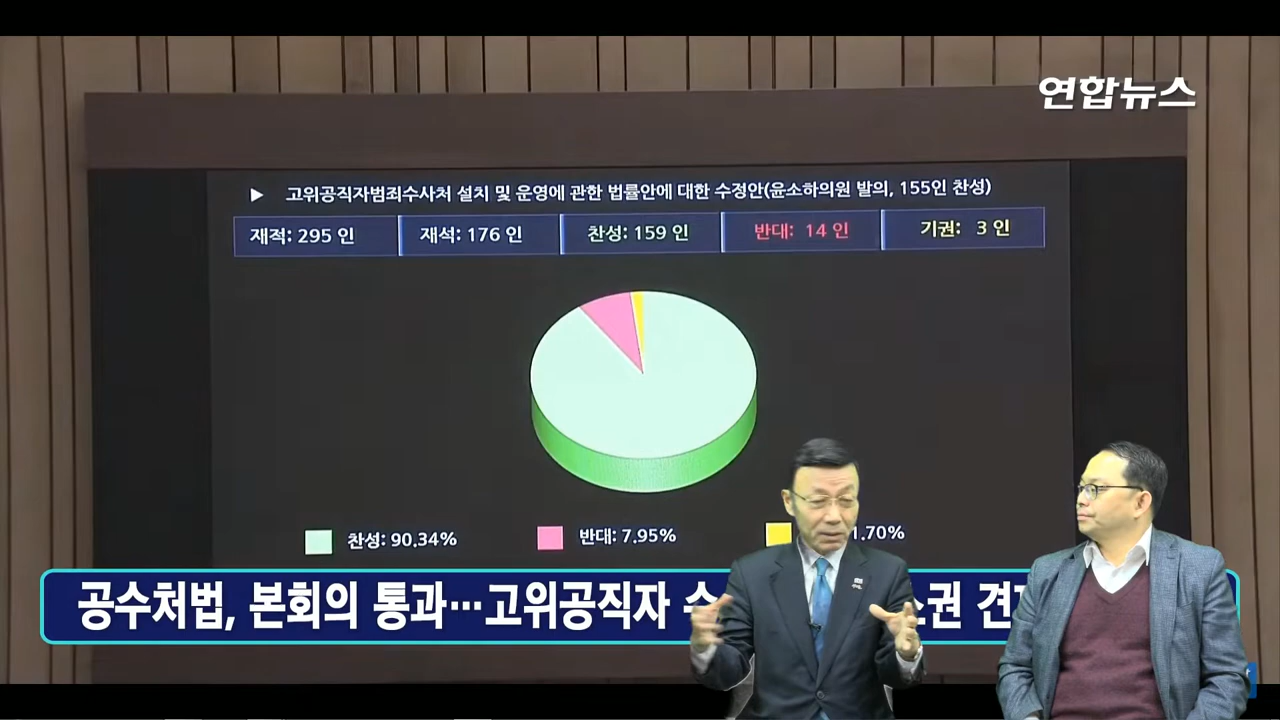 연합뉴스
▶ 고위공직자범죄수사처 설치 및 운영에 관한 법률안에 대한 수정안(윤소하의원 발의, 155인 찬성)
재적: 295 인 재석: 176 인 찬성: 159 인 반대: 14 인 기권: 3 인
찬성: 90.34% 반대: 7.95% 1.70%
공수처법, 본회의 통과…고위공직자